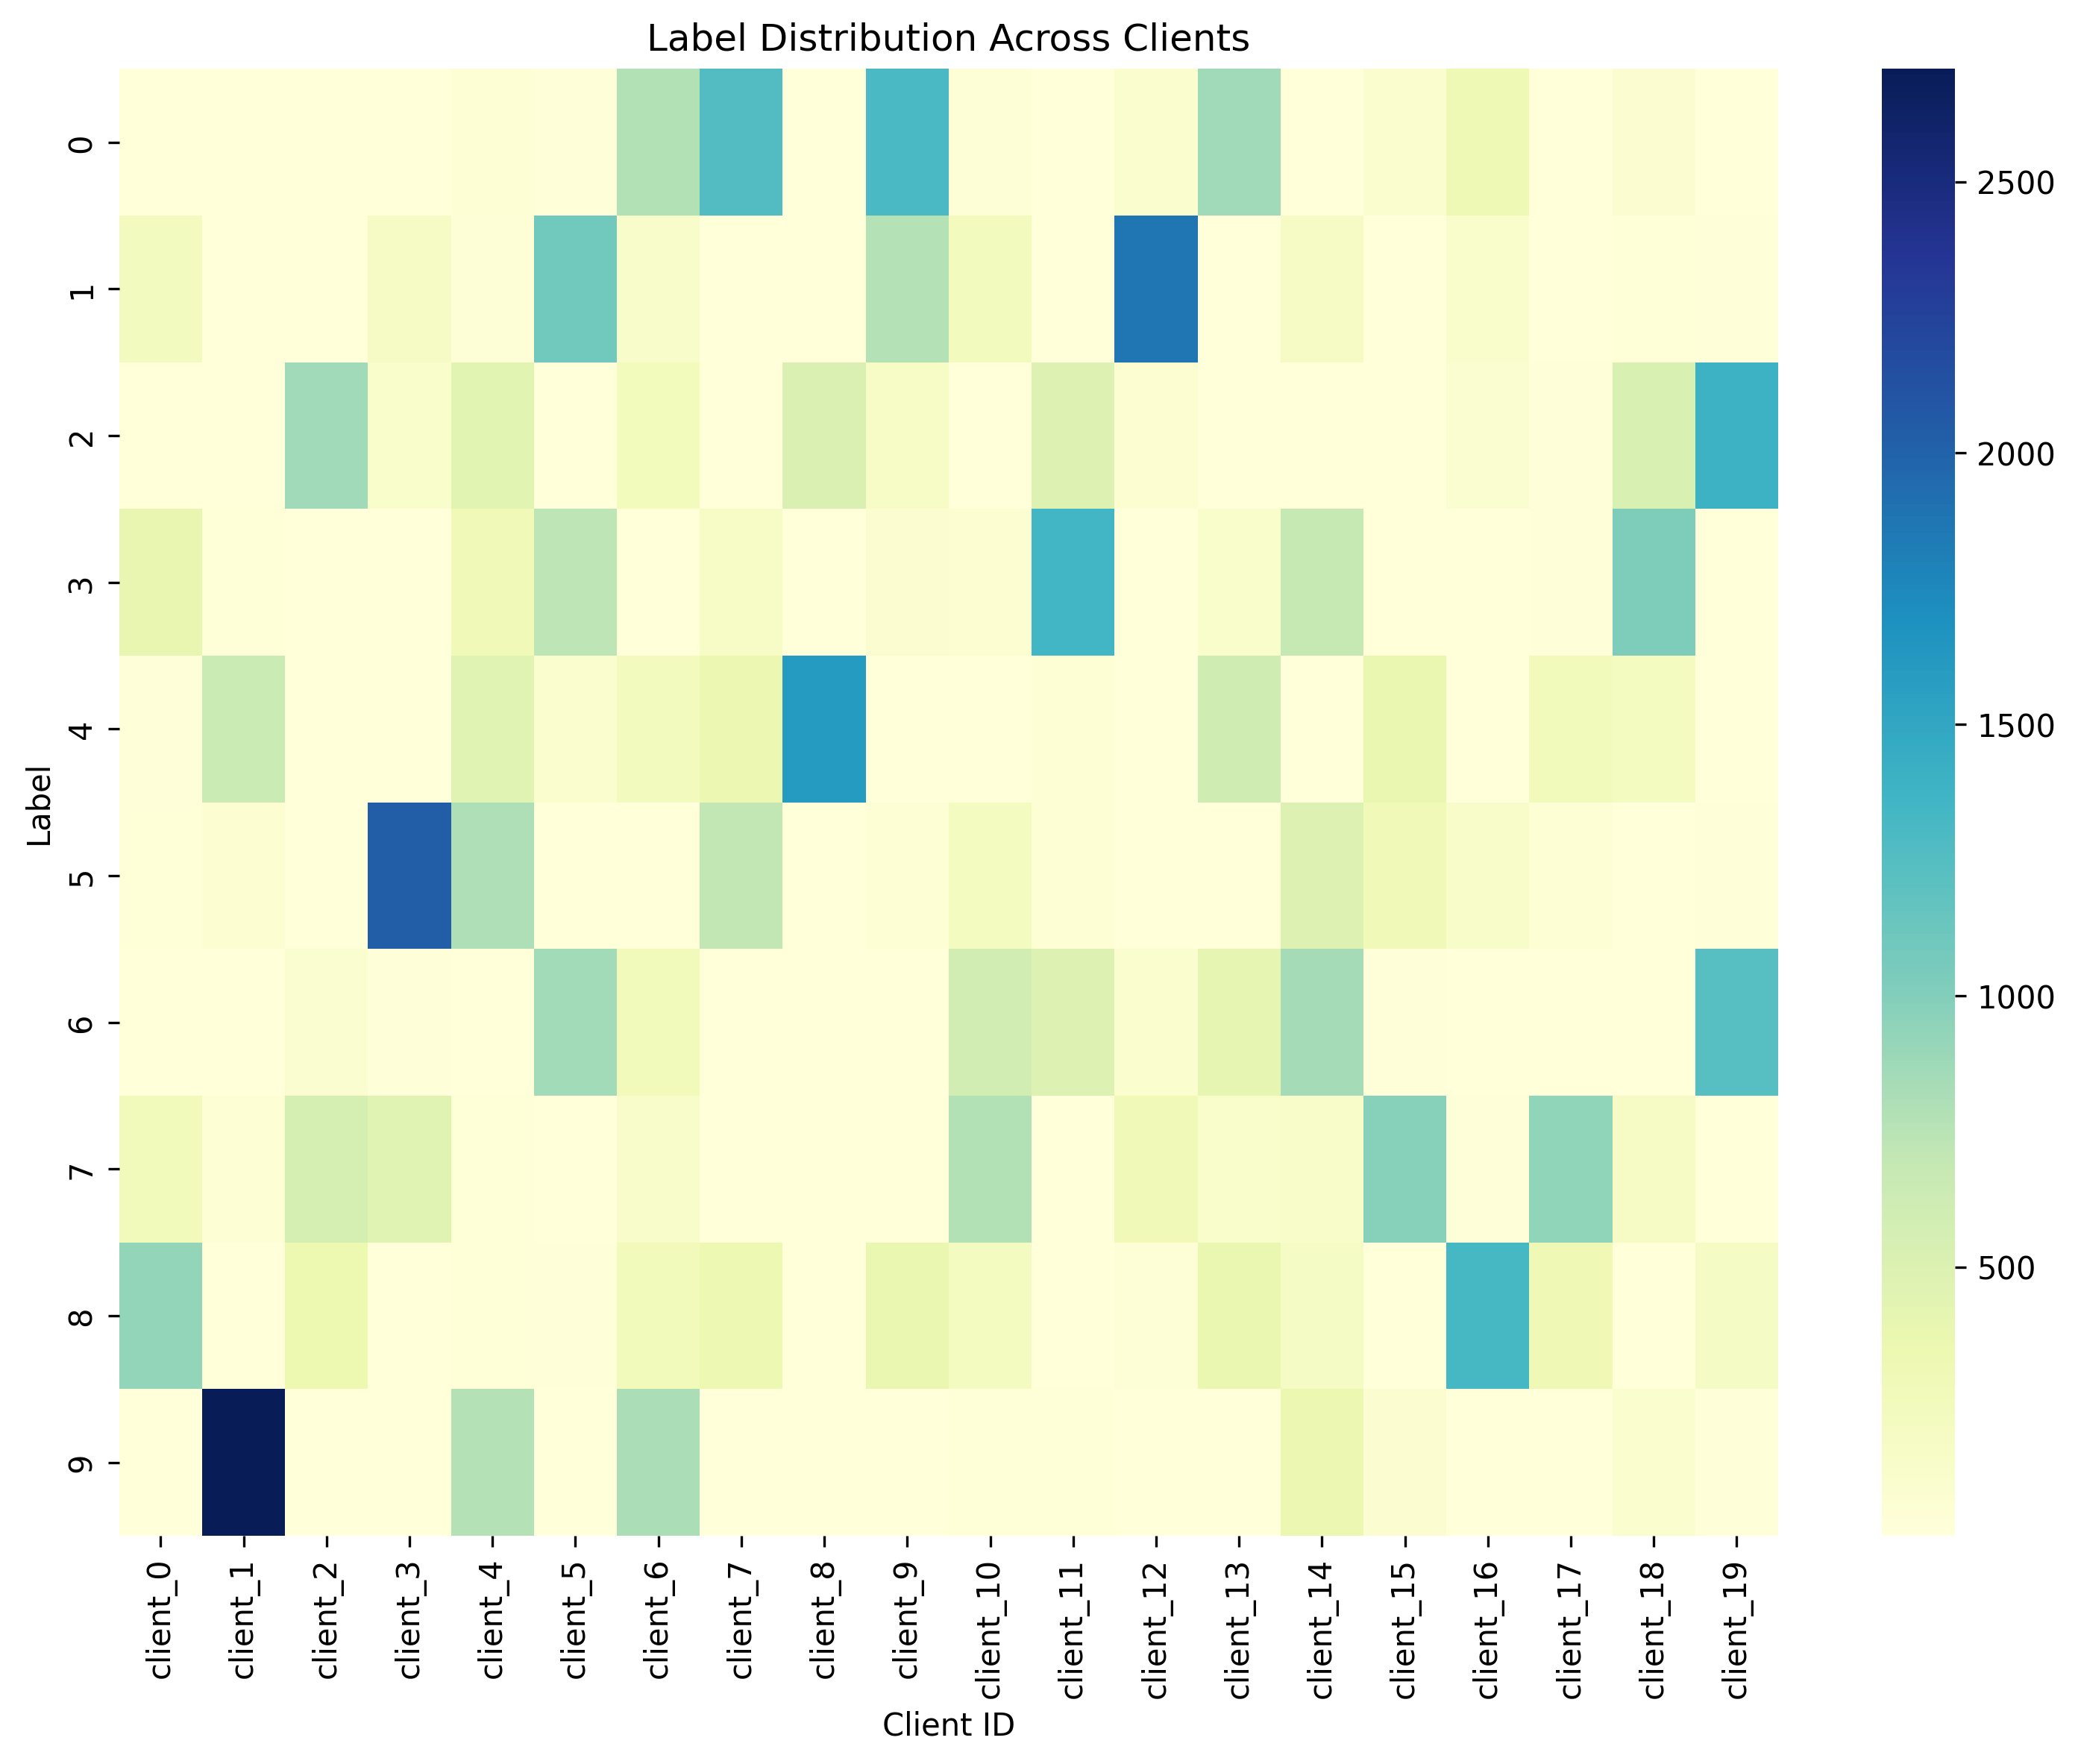 Label Distribution Across Clients
Label
0
1
2
3
4
5
6
7
8
9
client_0
client_1
client_2
client_3
client_4
client_5
client_6
client_7
client_8
client_9
client_10
client_11
client_12
client_13
client_14
client_15
client_16
client_17
client_18
client_19
Client ID
2500
2000
1500
1000
500